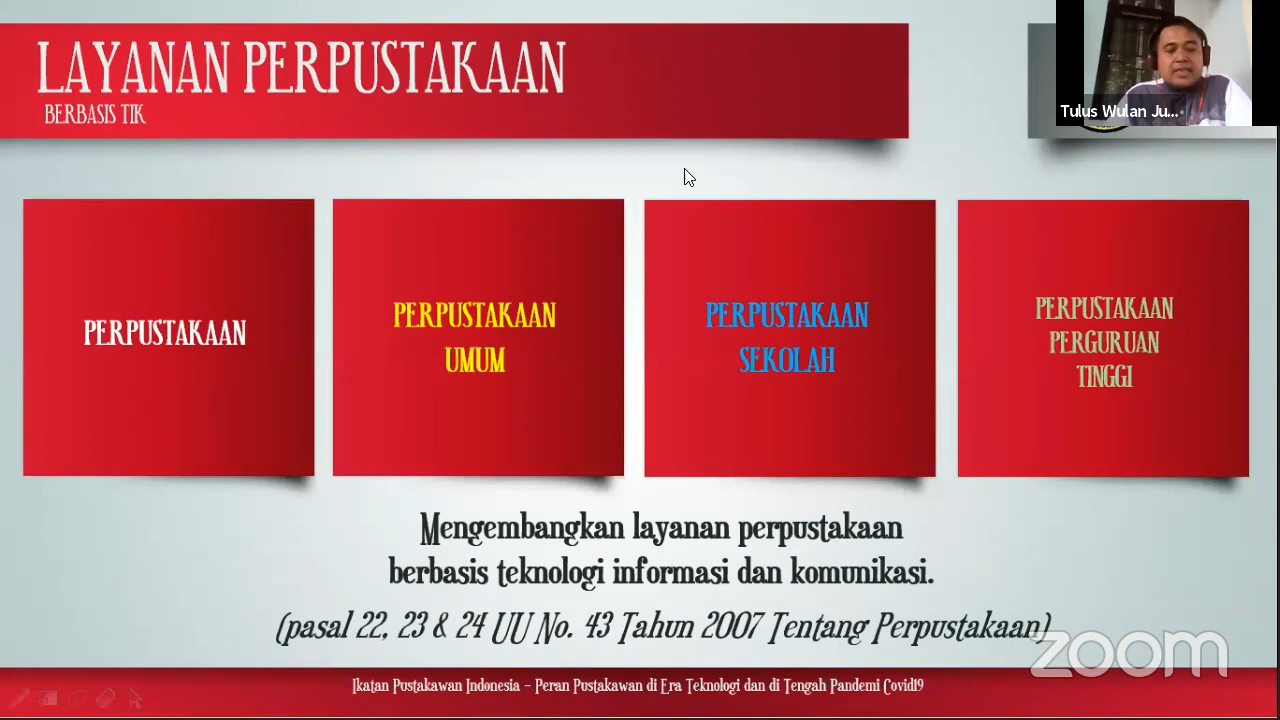 LAYANAN PERPUSTAKAAN
BERBASIS TIK
Tulus Wulan Ju...
PERPUSTAKAAN
PERPUSTAKAAN
UMUM
PERPUSTAKAAN
SEKOLAH
PERPUSTAKAAN
PERGURUAN
TINGGI
Mengembangkan layanan perpustakaan
berbasis teknologi informasi dan komunikasi.
(pasal 22, 23 & 24 UU No. 43 Tahun 2007 Tentang Perpustakaan)
zoom
Ikatan Pustakawan Indonesia – Peran Pustakawan di Era Teknologi dan di Tengah Pandemi Covid19